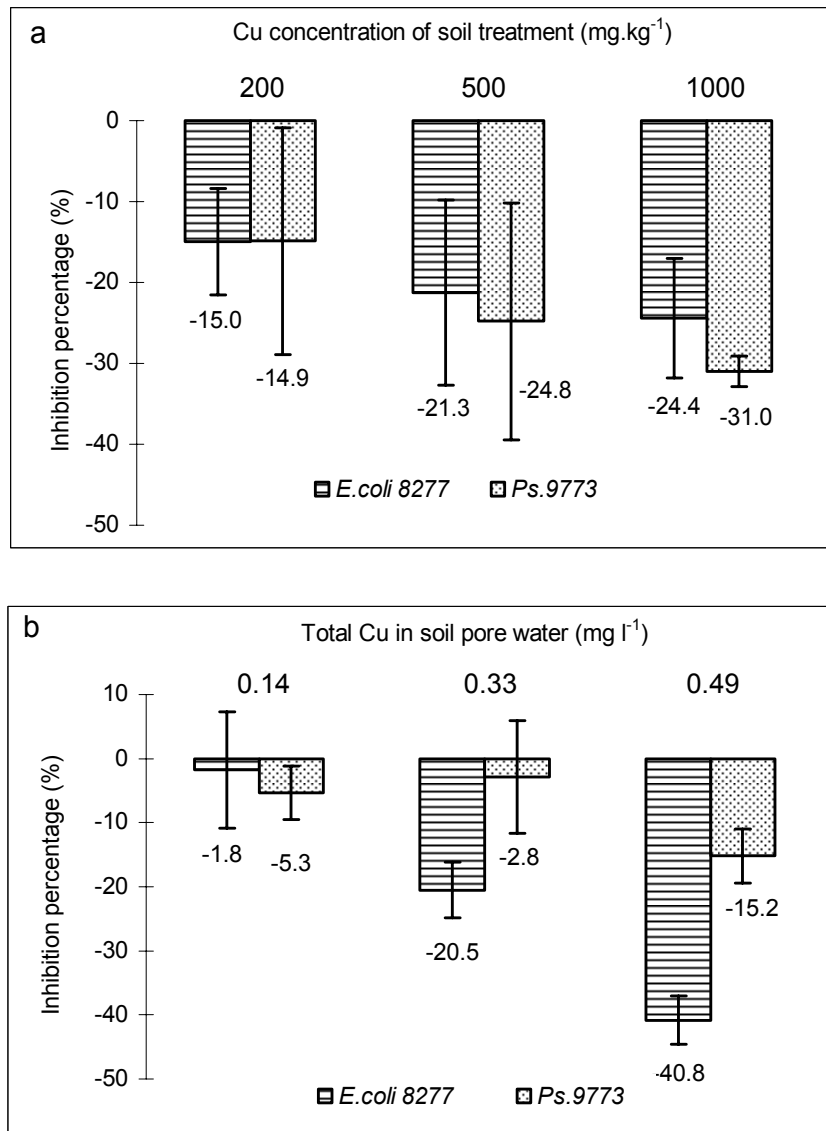 a
Cu concentration of soil treatment (mg.kg⁻¹)
200 500 1000
Inhibition percentage (%)
0
-10
-20
-30
-40
-50
-15.0
-14.9
-21.3
-24.8
-24.4
-31.0
E.coli 8277 Ps.9773
b
Total Cu in soil pore water (mg l⁻¹)
0.14 0.33 0.49
Inhibition percentage (%)
10
0
-10
-20
-30
-40
-50
-1.8
-5.3
-20.5
-2.8
-40.8
-15.2
E.coli 8277 Ps.9773